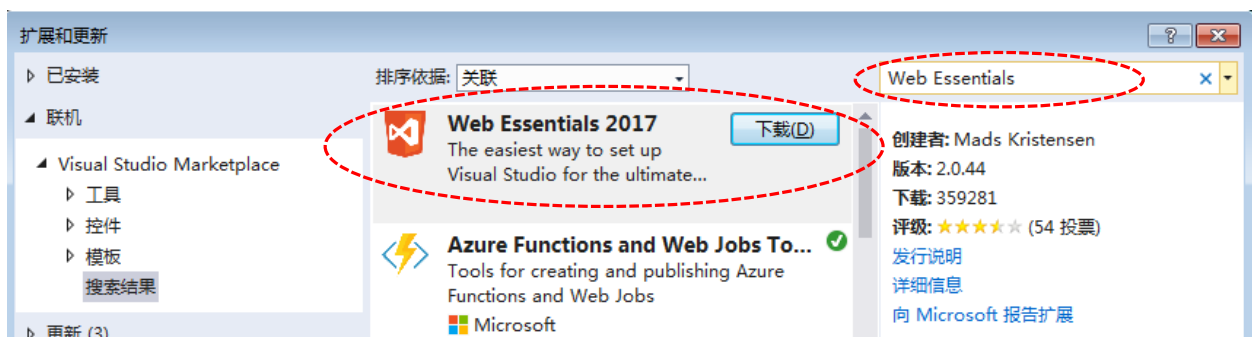 扩展和更新
已安装
联机
Visual Studio Marketplace
工具
控件
模板
搜索结果
更新 (3)
排序依据: 关联
Web Essentials 2017
下载(D)
The easiest way to set up
Visual Studio for the ultimate...
Azure Functions and Web Jobs To...
Tools for creating and publishing Azure
Functions and Web Jobs
Microsoft
Web Essentials
创建者: Mads Kristensen
版本: 2.0.44
下载: 359281
评级: (54 投票)
发行说明
详细信息
向 Microsoft 报告扩展